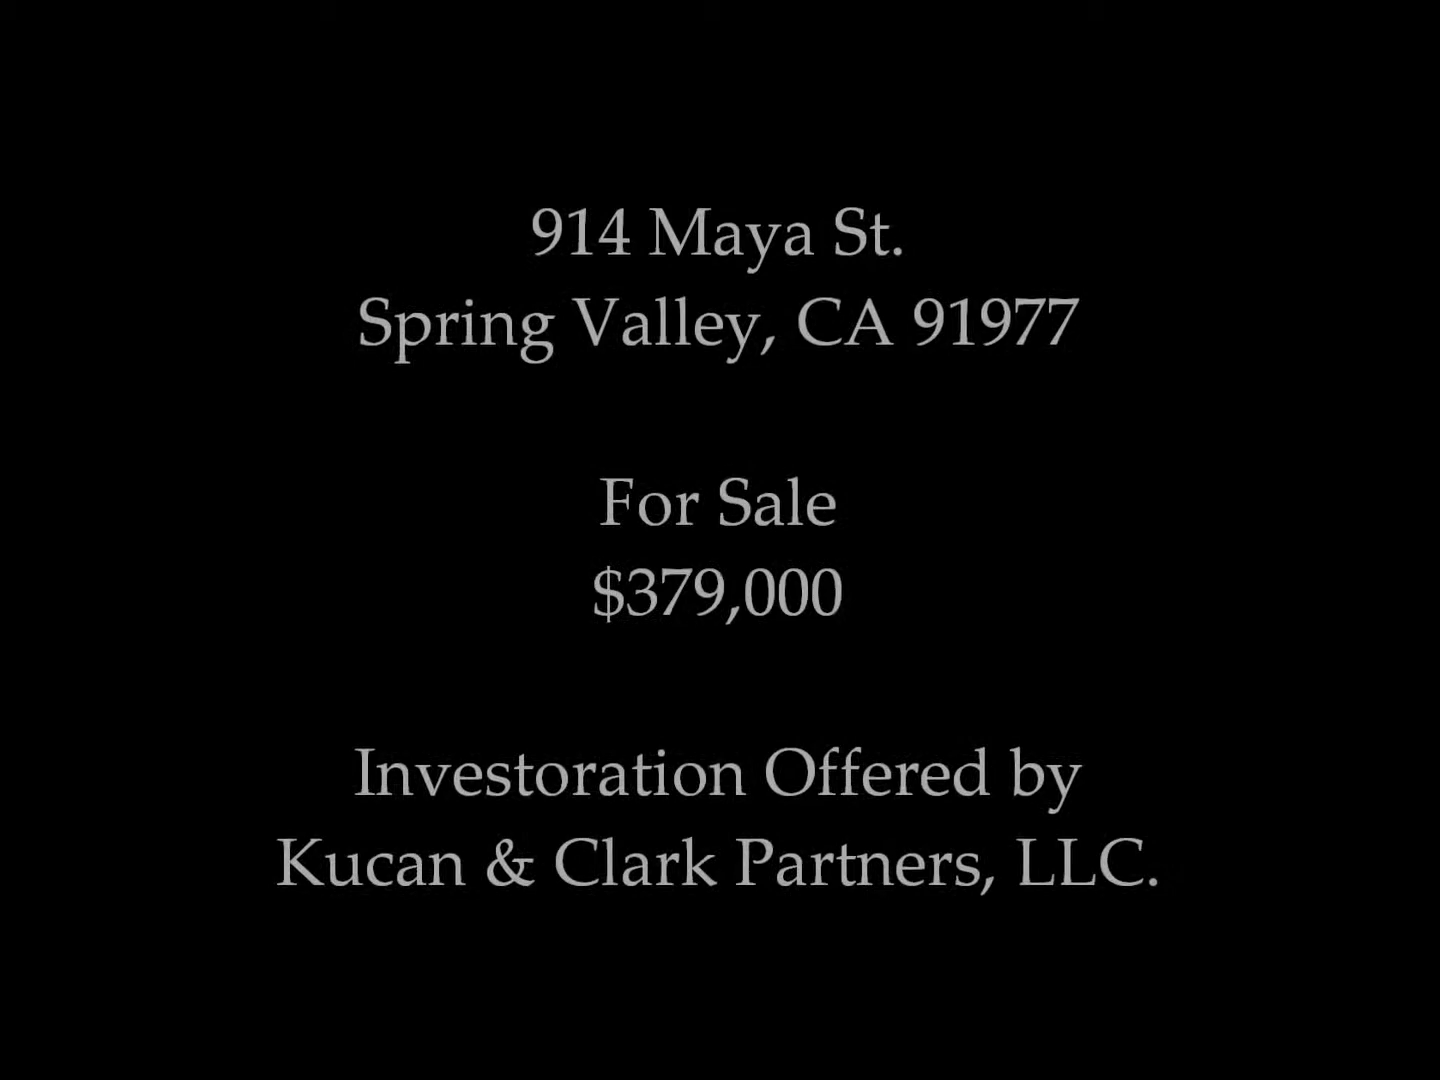 914 Maya St.
Spring Valley, CA 91977
For Sale
$379,000
Investoration Offered by
Kucan & Clark Partners, LLC.